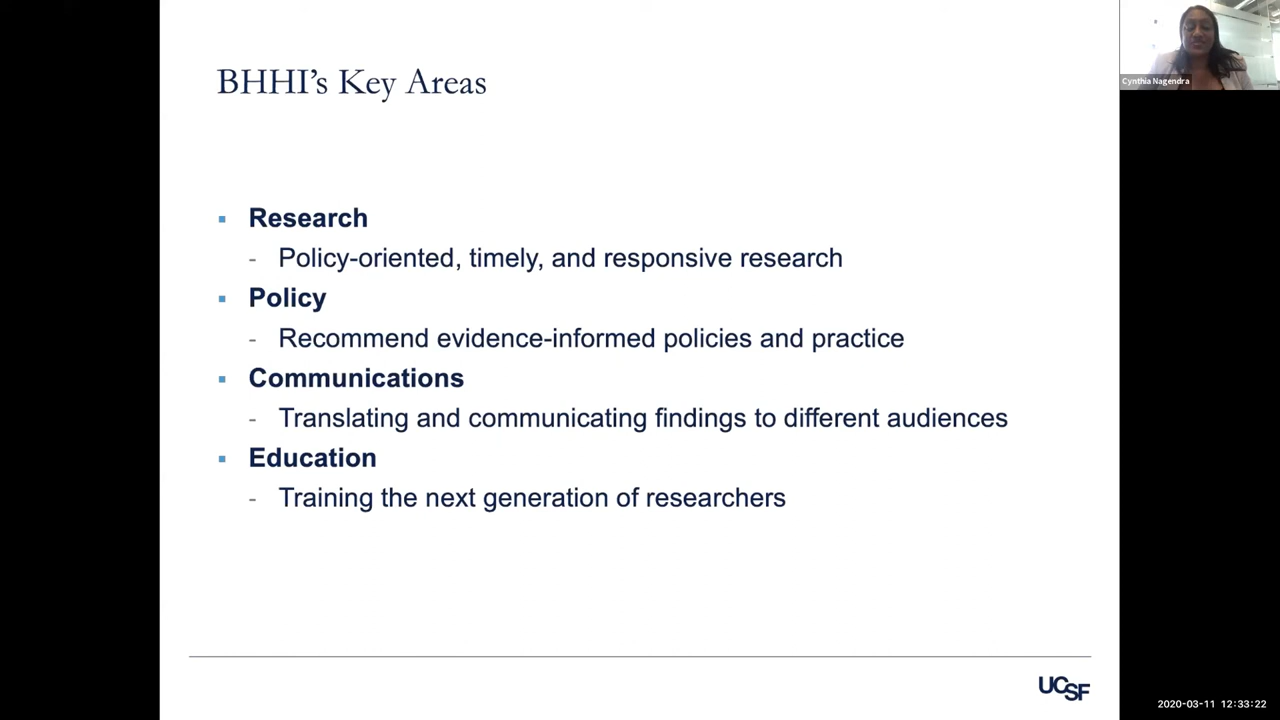 BHHI's Key Areas
Cynthia Nagendra
▪ Research
- Policy-oriented, timely, and responsive research
▪ Policy
- Recommend evidence-informed policies and practice
▪ Communications
- Translating and communicating findings to different audiences
▪ Education
- Training the next generation of researchers
UCSF
2020-03-11 12:33:22